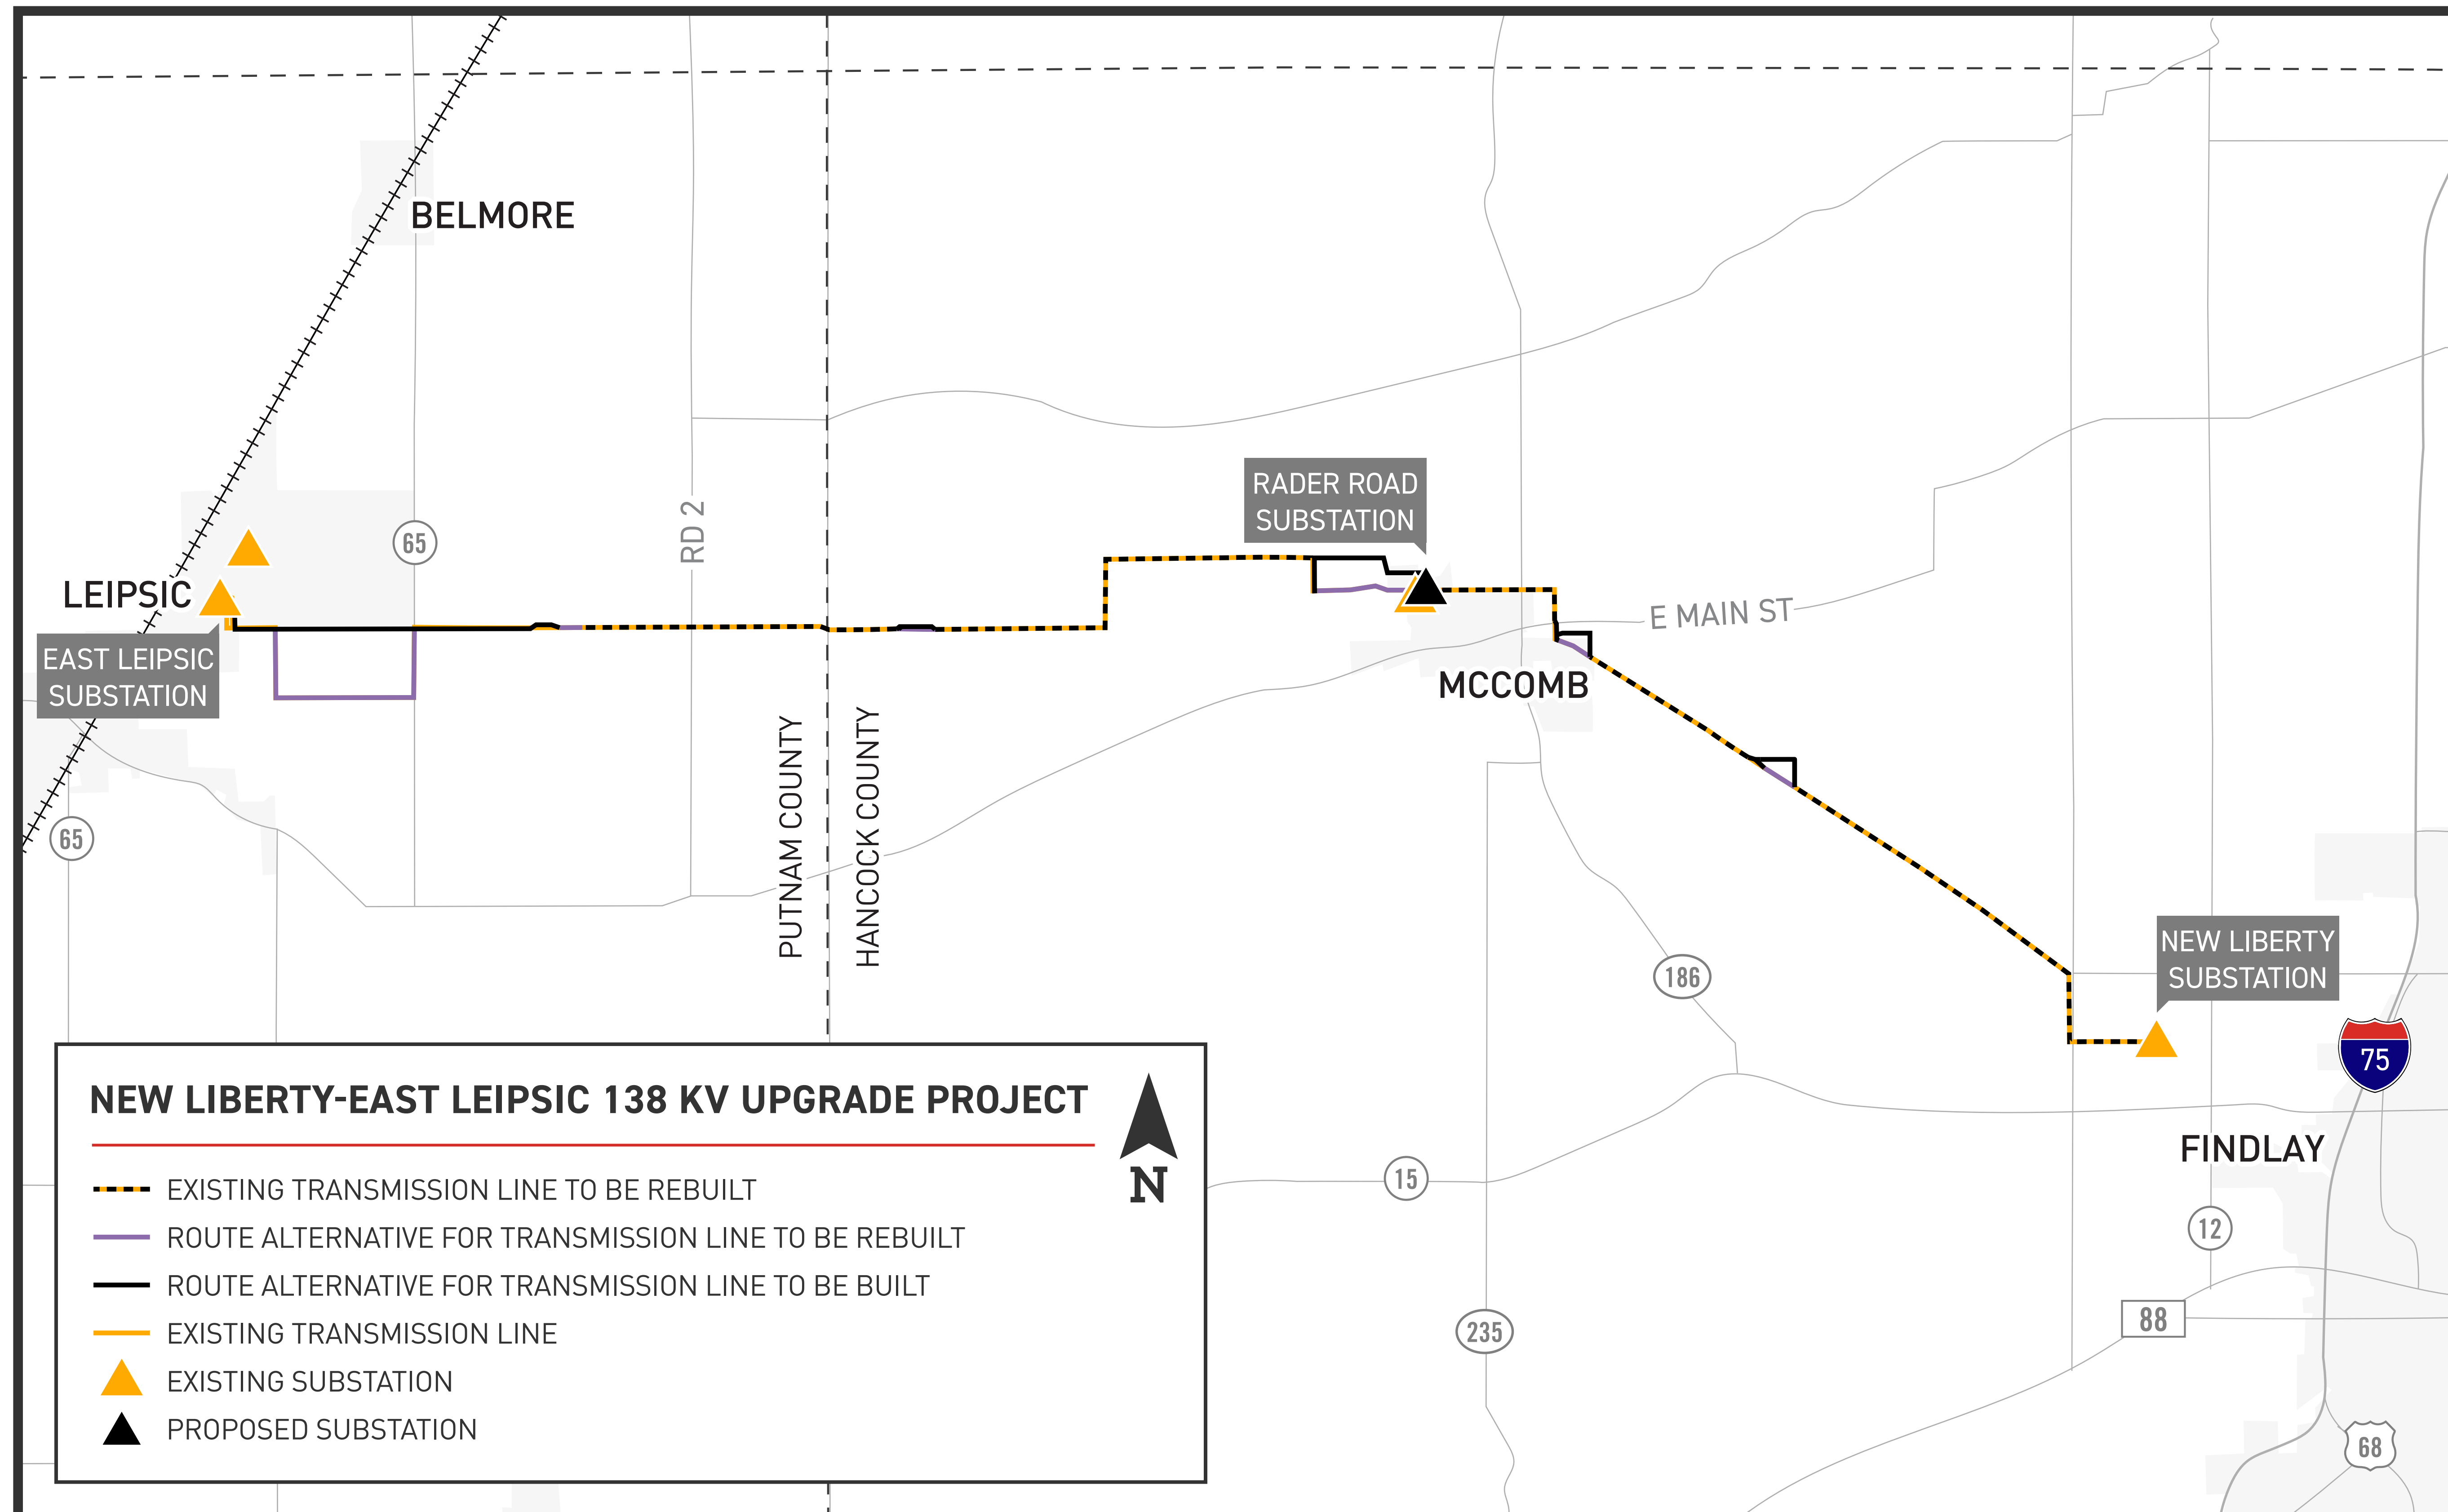 BELMORE
RADER ROAD
SUBSTATION
65
RD 2
LEIPSIC
E MAIN ST
EAST LEIPSIC
SUBSTATION
MCCOMB
65
PUTNAM COUNTY
HANCOCK COUNTY
186
NEW LIBERTY
SUBSTATION
75
NEW LIBERTY-EAST LEIPSIC 138 KV UPGRADE PROJECT
N
EXISTING TRANSMISSION LINE TO BE REBUILT
ROUTE ALTERNATIVE FOR TRANSMISSION LINE TO BE REBUILT
ROUTE ALTERNATIVE FOR TRANSMISSION LINE TO BE BUILT
EXISTING TRANSMISSION LINE
EXISTING SUBSTATION
PROPOSED SUBSTATION
FINDLAY
15
12
235
88
68